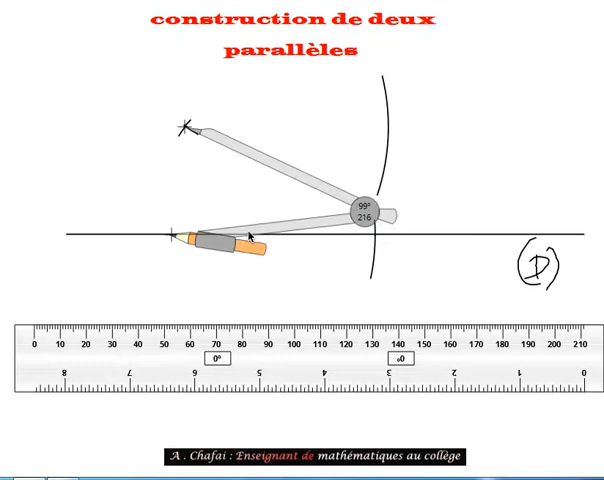 construction de deux
parallèles
99°
216
(D)
0 10 20 30 40 50 60 70 80 90 100 110 120 130 140 150 160 170 180 190 200 210
0° 0°
8 7 6 5 4 3 2 1 0
A . Chafai : Enseignant de mathématiques au collège